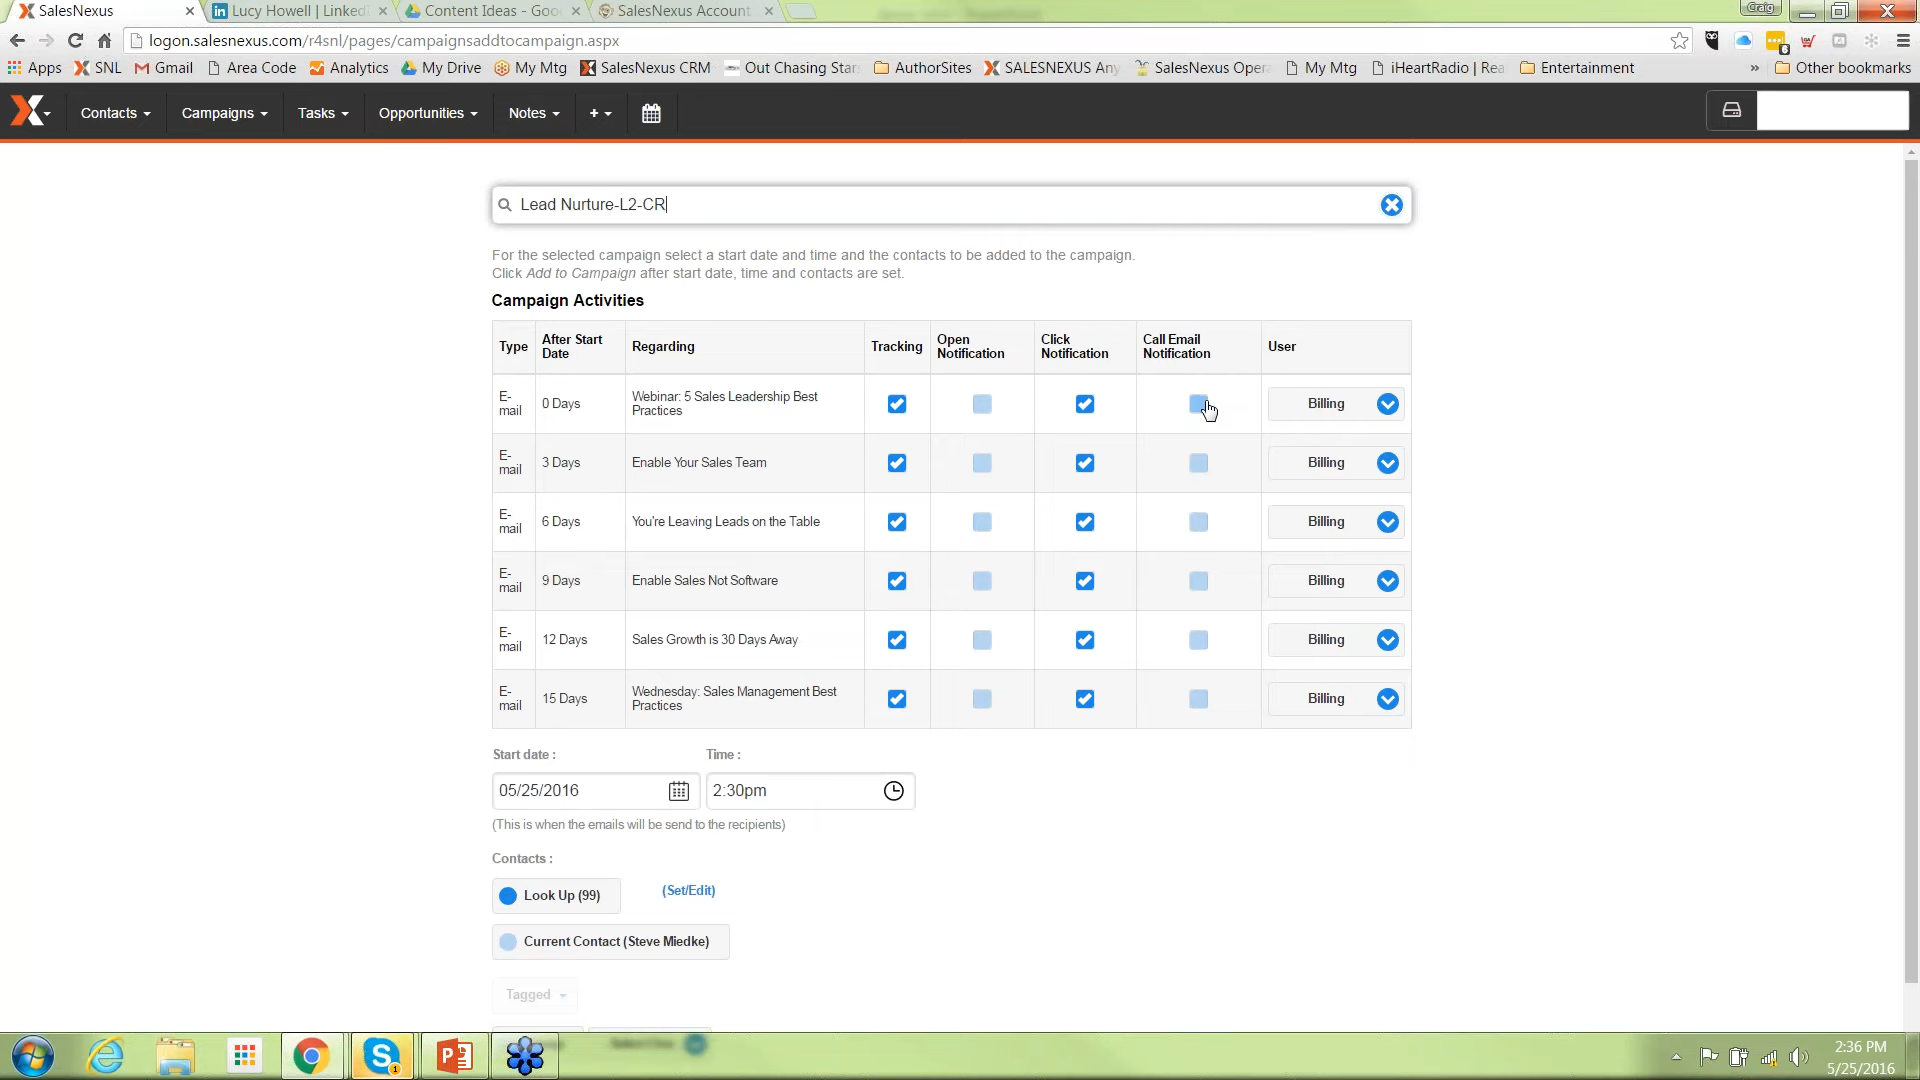 SalesNexus
Lucy Howell | Linked
Content Ideas - Goo
SalesNexus Account
Craig
logon.salesnexus.com/r4snl/pages/campaignsaddtocampaign.aspx
6
Apps SNL Gmail Area Code Analytics My Drive My Mtg SalesNexus CRM Out Chasing Star AuthorSites SALESNEXUS Any SalesNexus Oper My Mtg iHeartRadio | Rea Entertainment » Other bookmarks
Contacts Campaigns Tasks Opportunities Notes +
Lead Nurture-L2-CR
For the selected campaign select a start date and time and the contacts to be added to the campaign.
Click Add to Campaign after start date, time and contacts are set.
Campaign Activities
Type After Start Date Regarding Tracking Open Notification Click Notification Call Email Notification User
E-mail 0 Days Webinar: 5 Sales Leadership Best Practices Billing
E-mail 3 Days Enable Your Sales Team Billing
E-mail 6 Days You're Leaving Leads on the Table Billing
E-mail 9 Days Enable Sales Not Software Billing
E-mail 12 Days Sales Growth is 30 Days Away Billing
E-mail 15 Days Wednesday: Sales Management Best Practices Billing
Start date : Time :
05/25/2016 2:30pm
(This is when the emails will be send to the recipients)
Contacts :
Look Up (99) (Set/Edit)
Current Contact (Steve Miedke)
Tagged
1
2:36 PM
5/25/2016